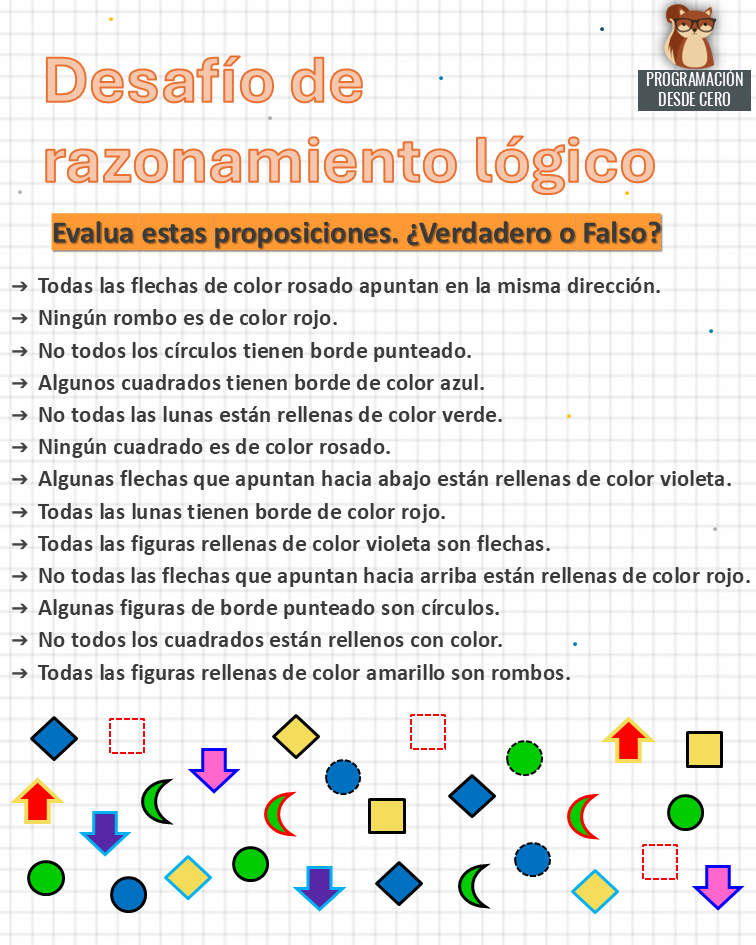 PROGRAMACIÓN
DESDE CERO
Desafío de
razonamiento lógico
Evalua estas proposiciones. ¿Verdadero o Falso?
➔ Todas las flechas de color rosado apuntan en la misma dirección.
➔ Ningún rombo es de color rojo.
➔ No todos los círculos tienen borde punteado.
➔ Algunos cuadrados tienen borde de color azul.
➔ No todas las lunas están rellenas de color verde.
➔ Ningún cuadrado es de color rosado.
➔ Algunas flechas que apuntan hacia abajo están rellenas de color violeta.
➔ Todas las lunas tienen borde de color rojo.
➔ Todas las figuras rellenas de color violeta son flechas.
➔ No todas las flechas que apuntan hacia arriba están rellenas de color rojo.
➔ Algunas figuras de borde punteado son círculos.
➔ No todos los cuadrados están rellenos con color.
➔ Todas las figuras rellenas de color amarillo son rombos.